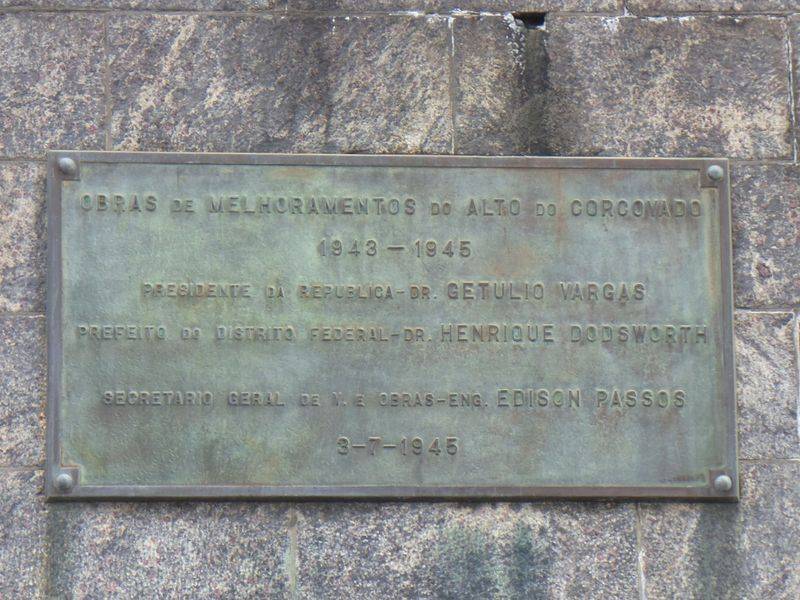 OBRAS DE MELHORAMENTOS DO ALTO DO CORCOVADO
1943 - 1945
PRESIDENTE DA REPUBLICA - DR. GETULIO VARGAS
PREFEITO DO DISTRITO FEDERAL - DR. HENRIQUE DODSWORTH
SECRETARIO GERAL DE V. E OBRAS - ENG. EDISON PASSOS
3-7-1945